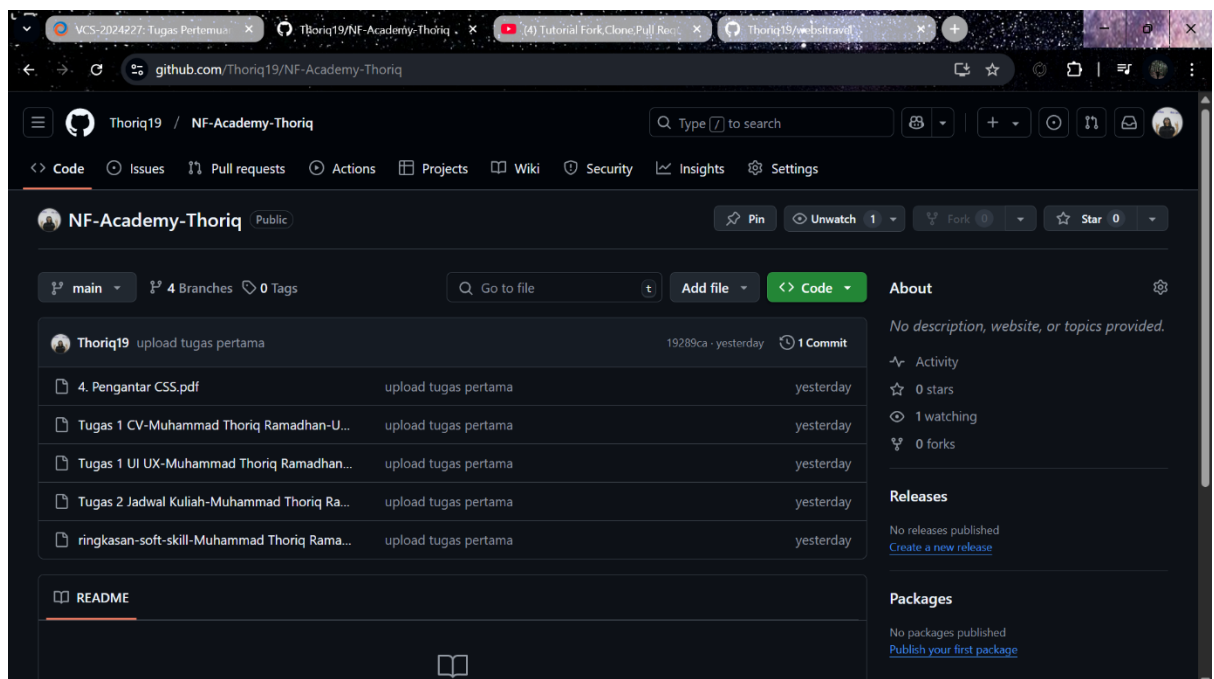 VCS-2024227: Tugas Pertemua
Thoriq19/NF-Academy-Thoriq
(4) Tutorial Fork,Clone,Pull Req
Thoriq19/websitravel
github.com/Thoriq19/NF-Academy-Thoriq
Thoriq19 / NF-Academy-Thoriq
Type / to search
Code Issues Pull requests Actions Projects Wiki Security Insights Settings
NF-Academy-Thoriq Public
Pin Unwatch 1 Fork 0 Star 0
main 4 Branches 0 Tags Go to file t Add file Code
Thoriq19 upload tugas pertama 19289ca · yesterday 1 Commit
4. Pengantar CSS.pdf upload tugas pertama yesterday
Tugas 1 CV-Muhammad Thoriq Ramadhan-U... upload tugas pertama yesterday
Tugas 1 UI UX-Muhammad Thoriq Ramadhan... upload tugas pertama yesterday
Tugas 2 Jadwal Kuliah-Muhammad Thoriq Ra... upload tugas pertama yesterday
ringkasan-soft-skill-Muhammad Thoriq Rama... upload tugas pertama yesterday
README
About
No description, website, or topics provided.
Activity
0 stars
1 watching
0 forks
Releases
No releases published
Create a new release
Packages
No packages published
Publish your first package